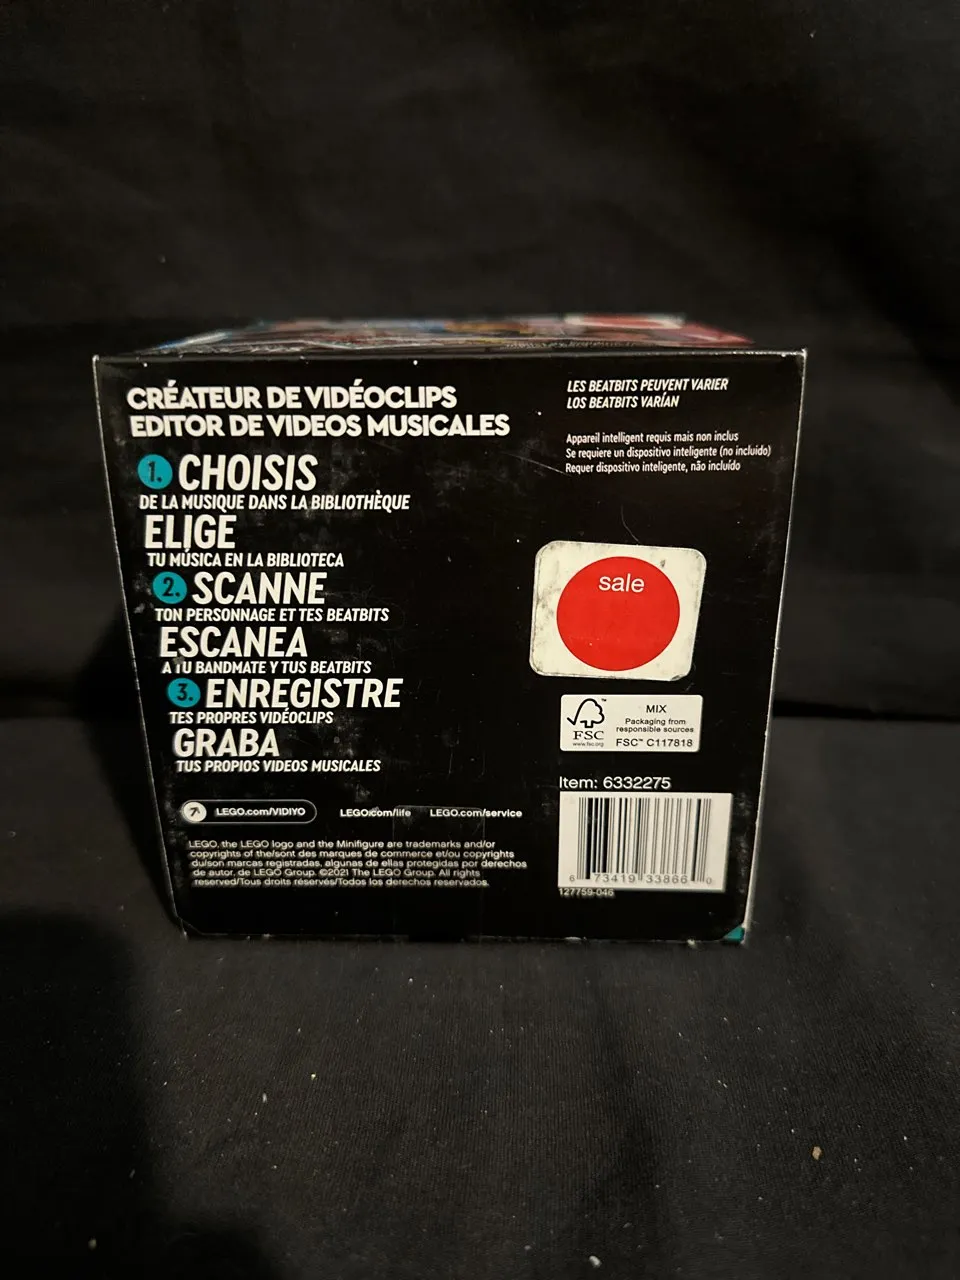 CRÉATEUR DE VIDÉOCLIPS
EDITOR DE VIDEOS MUSICALES
1. CHOISIS
DE LA MUSIQUE DANS LA BIBLIOTHÈQUE
ELIGE
TU MÚSICA EN LA BIBLIOTECA
2. SCANNE
TON PERSONNAGE ET TES BEATBITS
ESCANEA
A TU BANDMATE Y TUS BEATBITS
3. ENREGISTRE
TES PROPRES VIDÉOCLIPS
GRABA
TUS PROPIOS VIDEOS MUSICALES
7+ LEGO.com/VIDIYO LEGO.com/life LEGO.com/service
LEGO, the LEGO logo and the Minifigure are trademarks and/or
copyrights of the/sont des marques de commerce et/ou copyrights
du/son marcas registradas, algunas de ellas protegidas por derechos
de autor, de LEGO Group. ©2021 The LEGO Group. All rights
reserved/Tous droits réservés/Todos los derechos reservados.
LES BEATBITS PEUVENT VARIER
LOS BEATBITS VARÍAN
Appareil intelligent requis mais non inclus
Se requiere un dispositivo inteligente (no incluido)
Requer dispositivo inteligente, não incluído
sale
FSC™
www.fsc.org
MIX
Packaging from
responsible sources
FSC™ C117818
Item: 6332275
6 73419 33866 0
127759-046